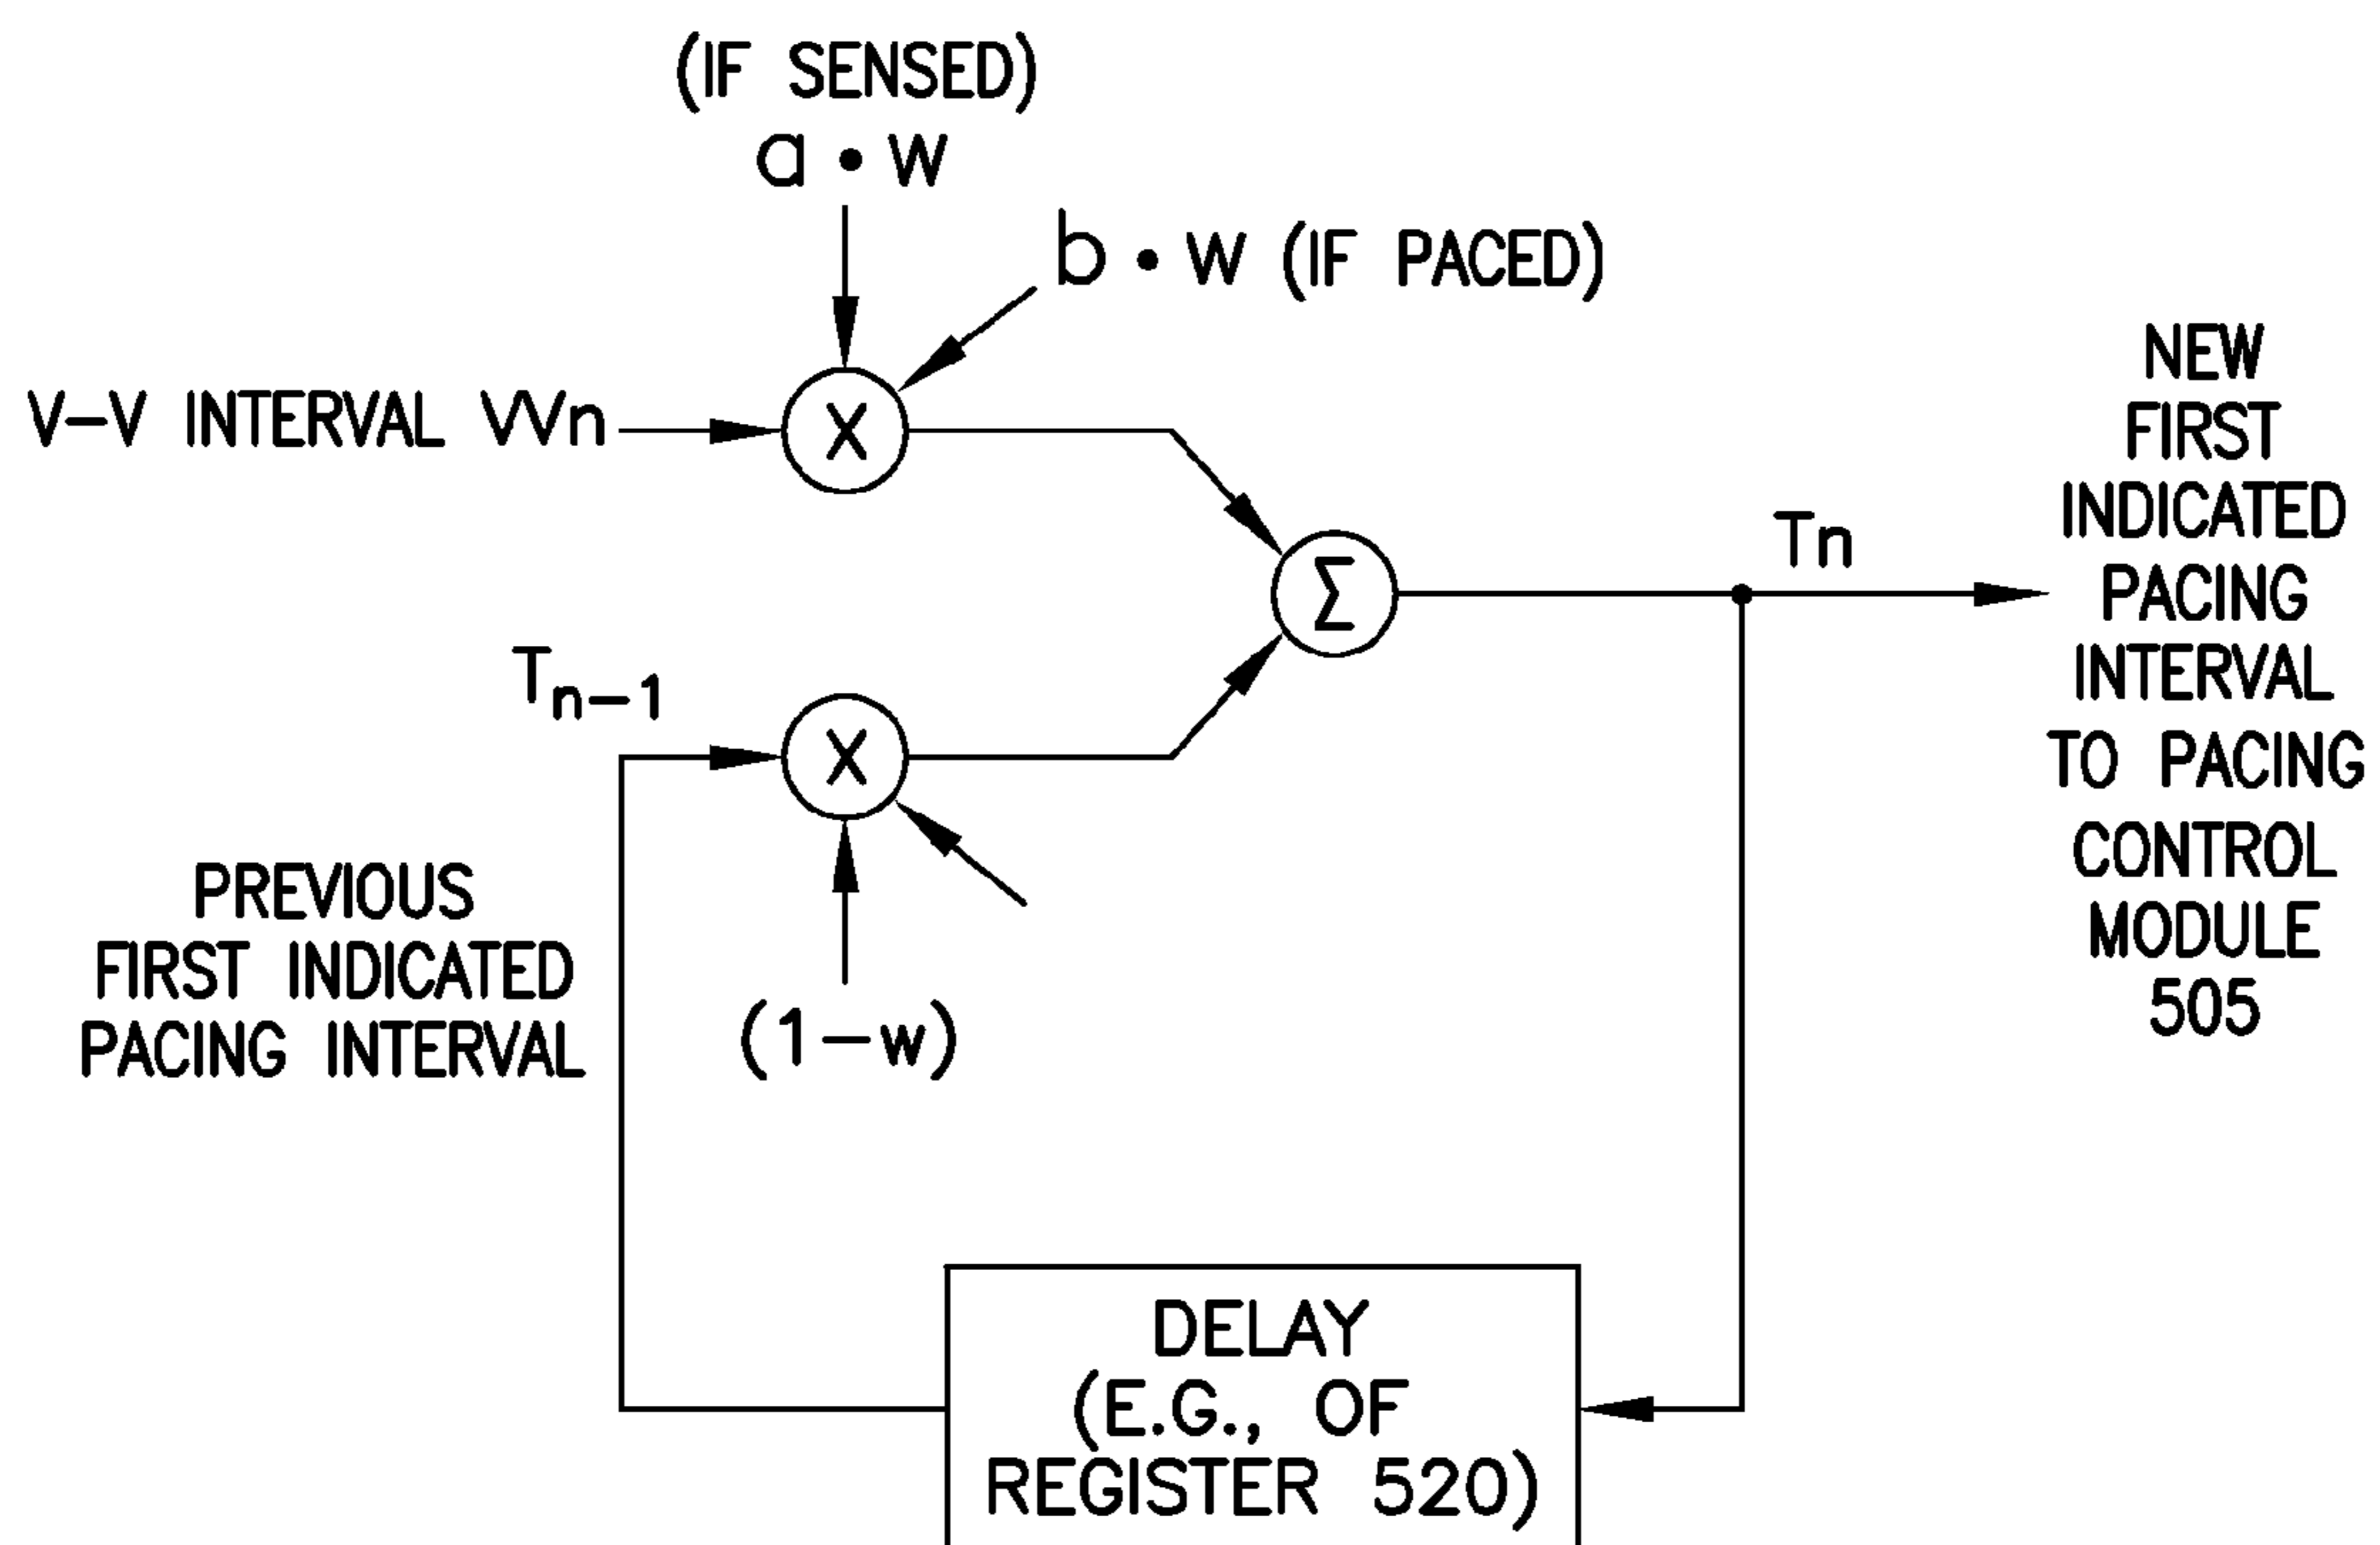 (IF SENSED)
a • w
b • w (IF PACED)
V–V INTERVAL VVn
X
Σ
Tn
NEW
FIRST
INDICATED
PACING
INTERVAL
TO PACING
CONTROL
MODULE
505
Tn–1
X
(1–w)
PREVIOUS
FIRST INDICATED
PACING INTERVAL
DELAY
(E.G., OF
REGISTER 520)